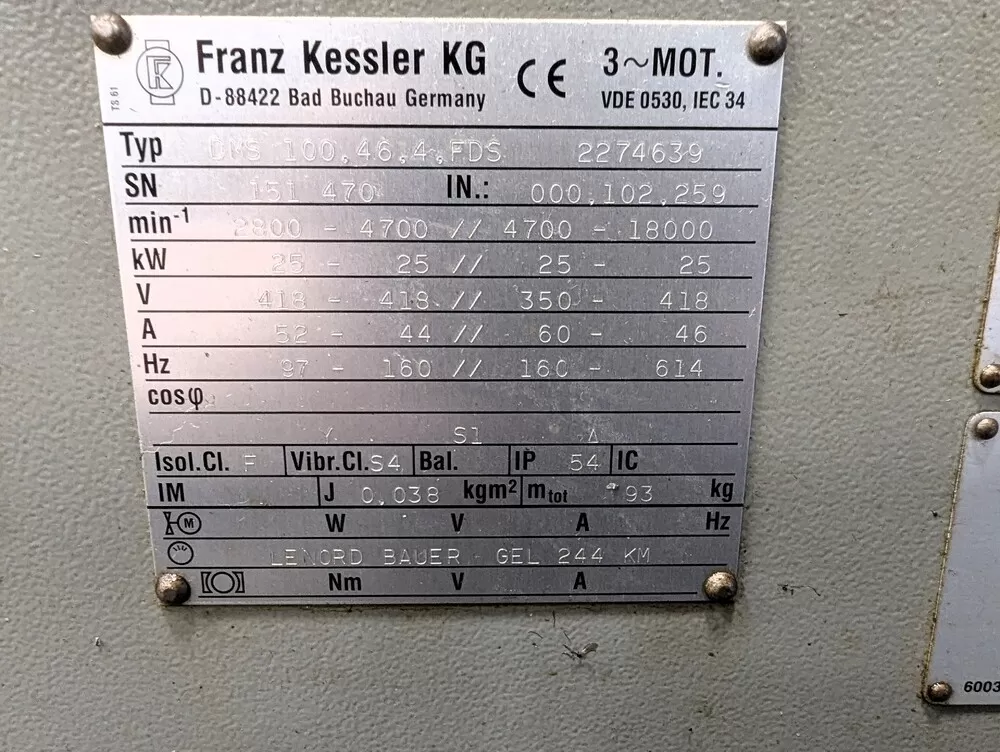 Franz Kessler KG CE 3~MOT.
D-88422 Bad Buchau Germany VDE 0530, IEC 34
TS 61
Typ DMS 100,46,4,FDS 2274639
SN 151 470 IN.: 000,102,259
min-1 2800 - 4700 // 4700 - 18000
kW 25 - 25 // 25 - 25
V 418 - 418 // 350 - 418
A 52 - 44 // 60 - 46
Hz 97 - 160 // 160 - 614
cosφ
Y S1 Δ
Isol.Cl. F Vibr.Cl. S4 Bal. IP 54 IC
IM J 0,038 kgm² mtot 93 kg
M W V A Hz
LENORD BAUER GEL 244 KM
Nm V A
6003